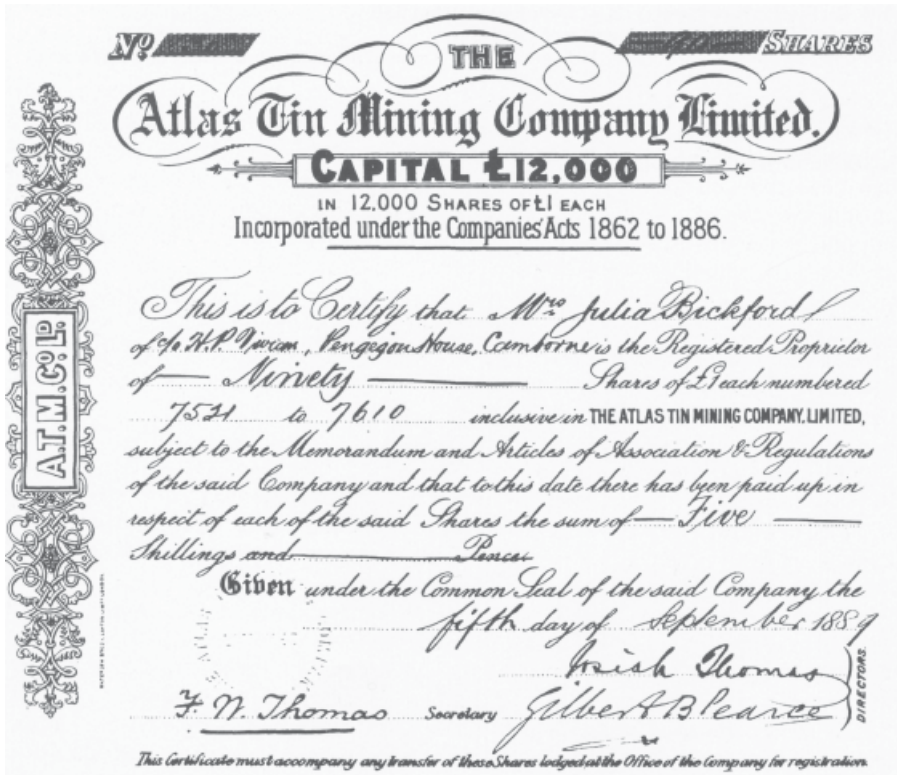 No SHARES
THE
Atlas Tin Mining Company Limited.
CAPITAL £12,000
IN 12,000 SHARES OF £1 EACH
Incorporated under the Companies' Acts 1862 to 1886.
This is to Certify that Mrs Julia Bickford
of c/o H.P. Vivian, Pengegon House, Camborne is the Registered Proprietor
of Ninety Shares of £1 each numbered
7521 to 7610 inclusive in THE ATLAS TIN MINING COMPANY. LIMITED,
subject to the Memorandum and Articles of Association & Regulations
of the said Company and that to this date there has been paid up in
respect of each of the said Shares the sum of Five
Shillings and Pence
Given under the Common Seal of the said Company the
fifth day of September 1889
Josiah Thomas
F. W. Thomas Secretary Gilbert B Pearce
DIRECTORS.
This Certificate must accompany any transfer of these Shares lodged at the Office of the Company for registration.
A.T.M. Co. Ld.